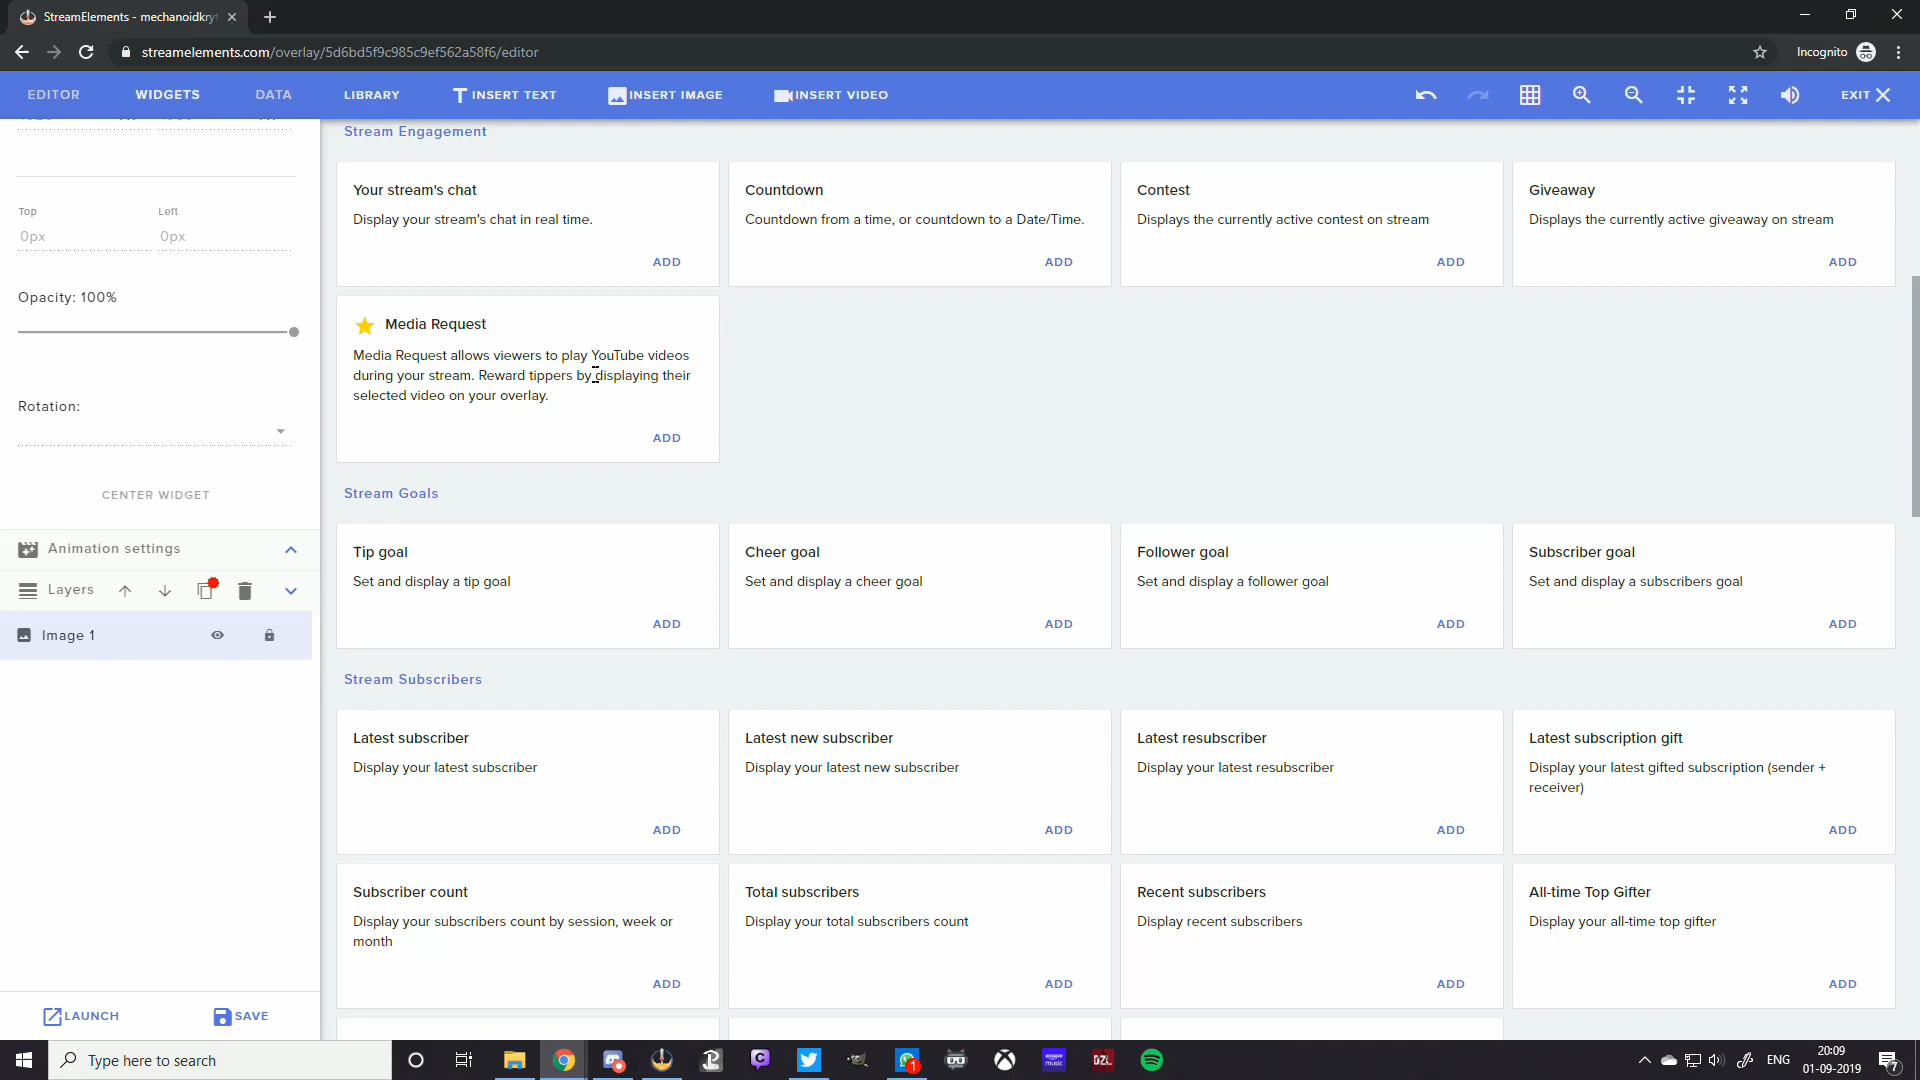 StreamElements - mechanoidkry
streamelements.com/overlay/5d6bd5f9c985c9ef562a58f6/editor
Incognito
EDITOR
WIDGETS
DATA
LIBRARY
INSERT TEXT
INSERT IMAGE
INSERT VIDEO
EXIT
Top
Left
0px
0px
Opacity: 100%
Rotation:
CENTER WIDGET
Animation settings
Layers
Image 1
LAUNCH
SAVE
Stream Engagement
Your stream's chat
Display your stream's chat in real time.
ADD
Countdown
Countdown from a time, or countdown to a Date/Time.
ADD
Contest
Displays the currently active contest on stream
ADD
Giveaway
Displays the currently active giveaway on stream
ADD
Media Request
Media Request allows viewers to play YouTube videos
during your stream. Reward tippers by displaying their
selected video on your overlay.
ADD
Stream Goals
Tip goal
Set and display a tip goal
ADD
Cheer goal
Set and display a cheer goal
ADD
Follower goal
Set and display a follower goal
ADD
Subscriber goal
Set and display a subscribers goal
ADD
Stream Subscribers
Latest subscriber
Display your latest subscriber
ADD
Latest new subscriber
Display your latest new subscriber
ADD
Latest resubscriber
Display your latest resubscriber
ADD
Latest subscription gift
Display your latest gifted subscription (sender +
receiver)
ADD
Subscriber count
Display your subscribers count by session, week or
month
ADD
Total subscribers
Display your total subscribers count
ADD
Recent subscribers
Display recent subscribers
ADD
All-time Top Gifter
Display your all-time top gifter
ADD
Type here to search
1
amazon
music
DZL
ENG
20:09
01-09-2019
7